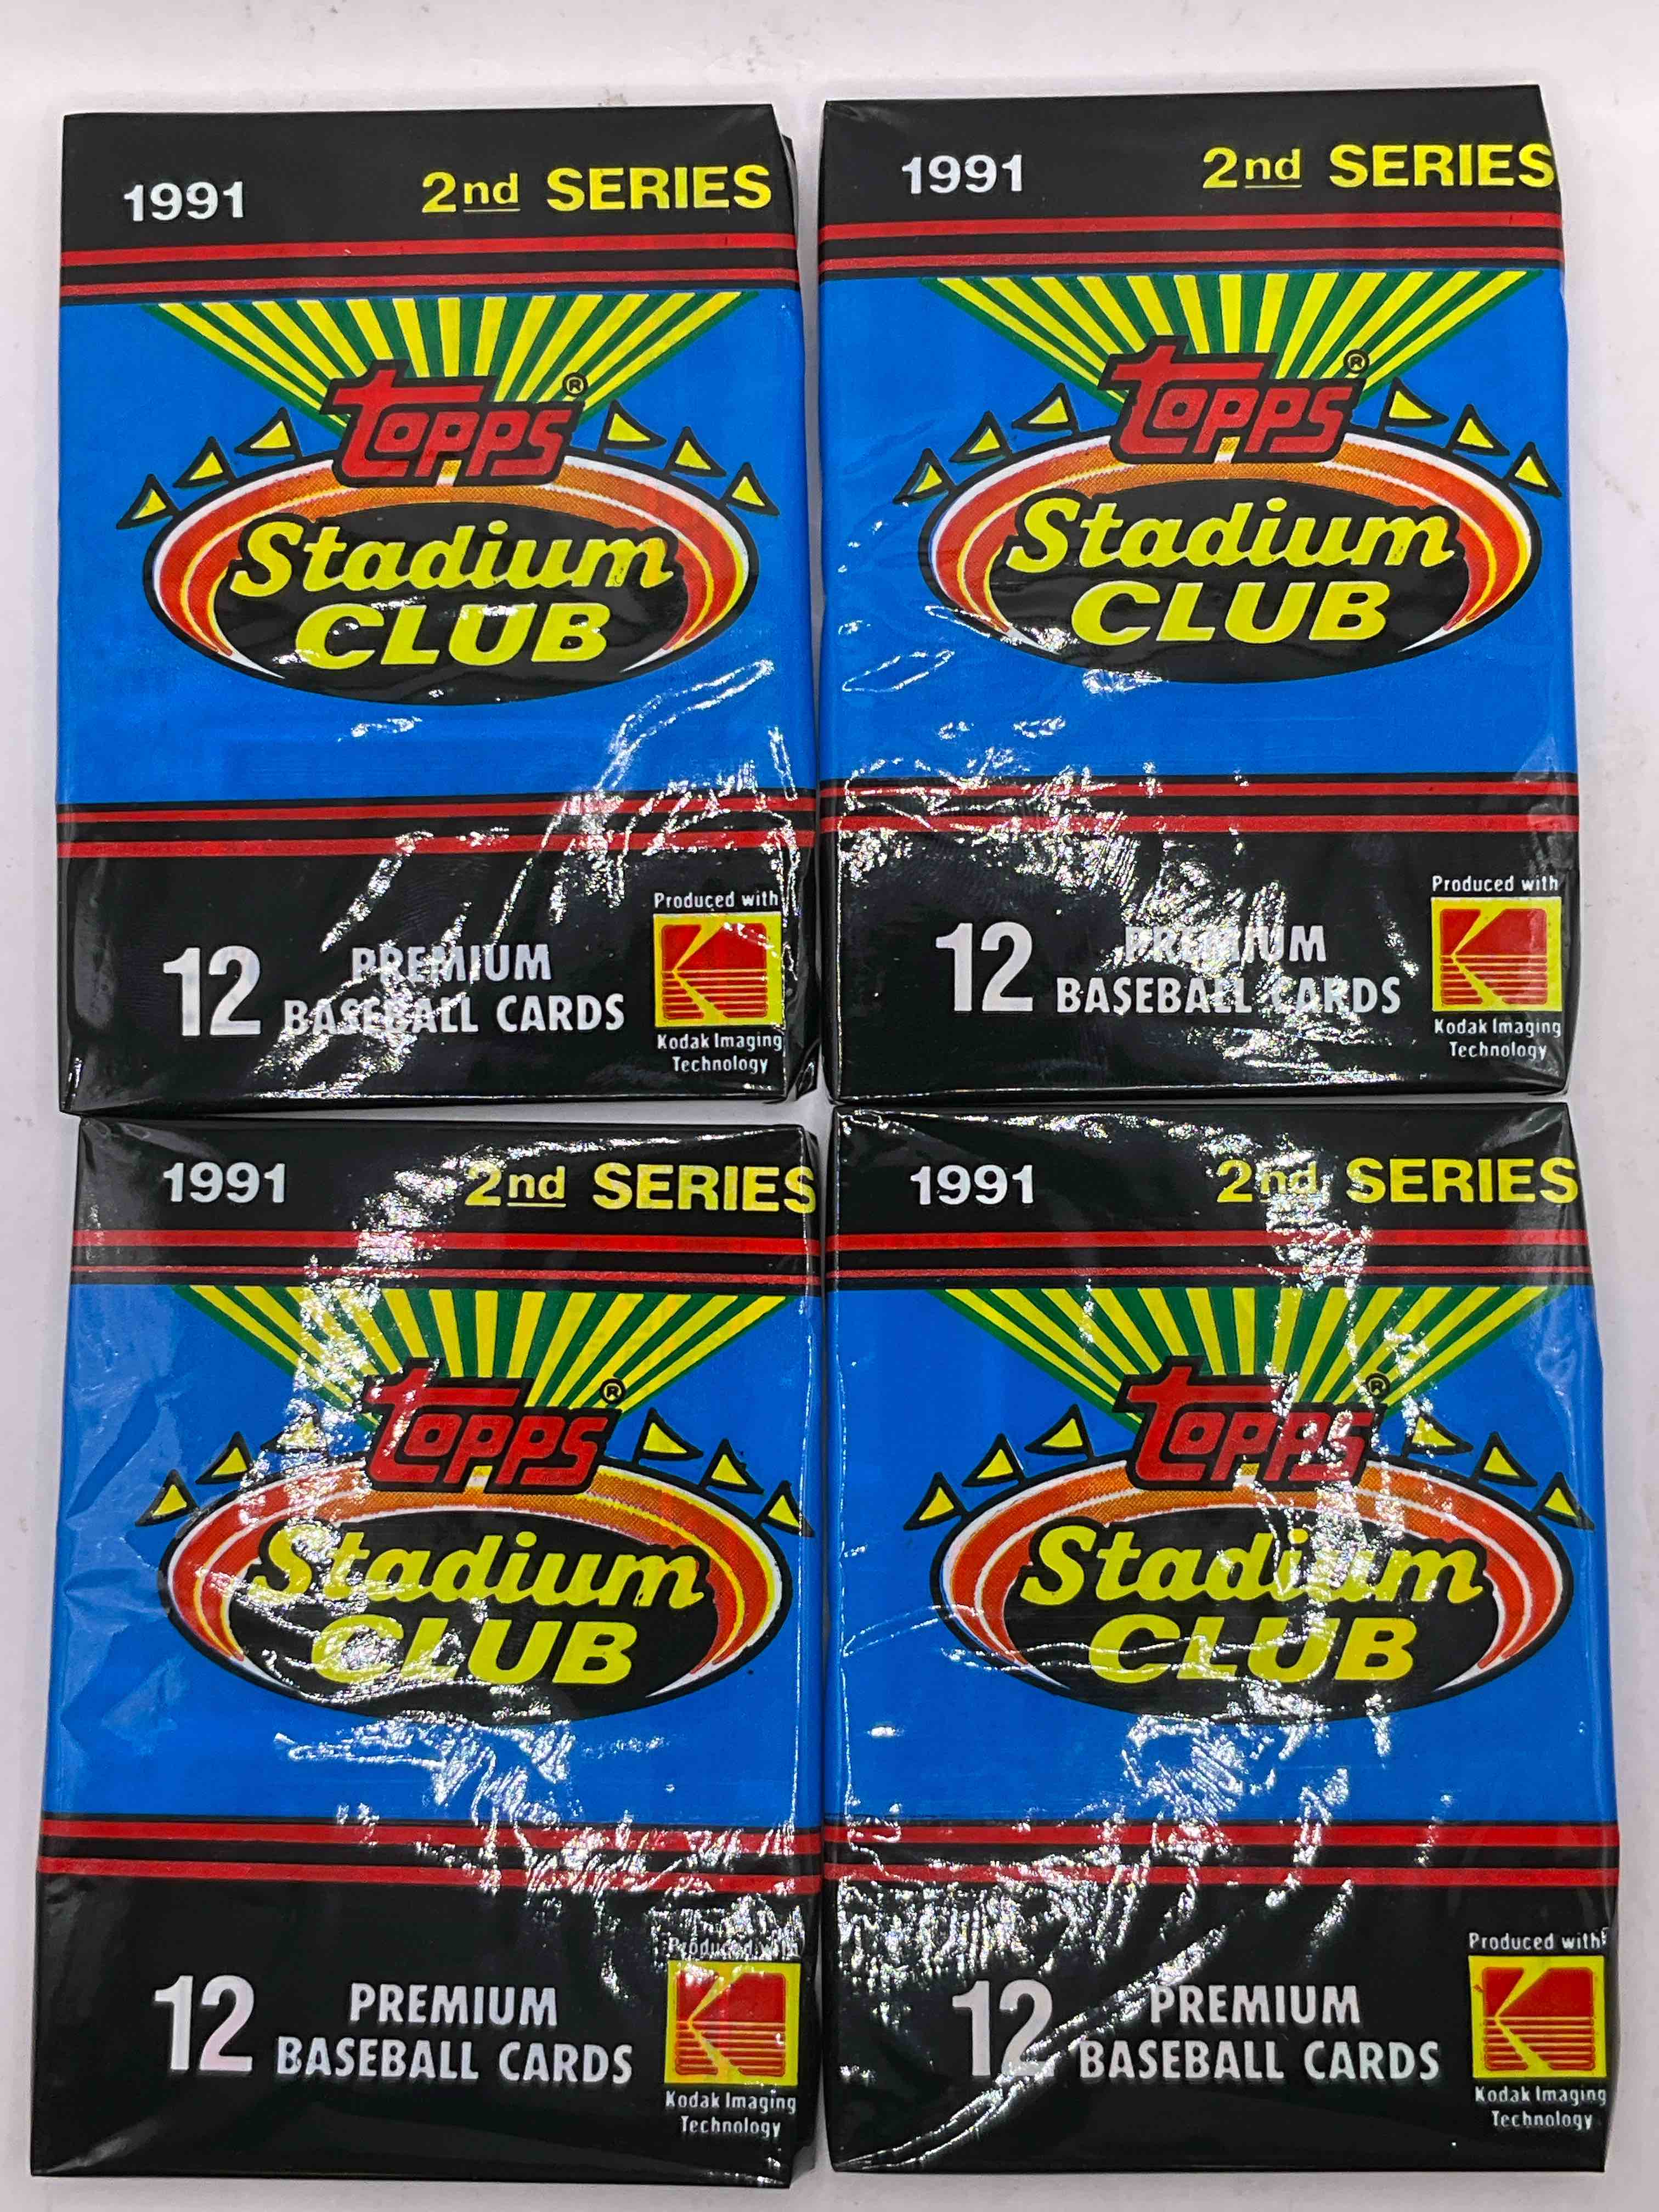 1991 2nd SERIES
topps®
Stadium
CLUB
Produced with
12 PREMIUM
BASEBALL CARDS
Kodak Imaging
Technology
1991 2nd SERIES
topps®
Stadium
CLUB
Produced with
12 PREMIUM
BASEBALL CARDS
Kodak Imaging
Technology
1991 2nd SERIES
topps®
Stadium
CLUB
Produced with
12 PREMIUM
BASEBALL CARDS
Kodak Imaging
Technology
1991 2nd SERIES
topps®
Stadium
CLUB
Produced with
12 PREMIUM
BASEBALL CARDS
Kodak Imaging
Technology